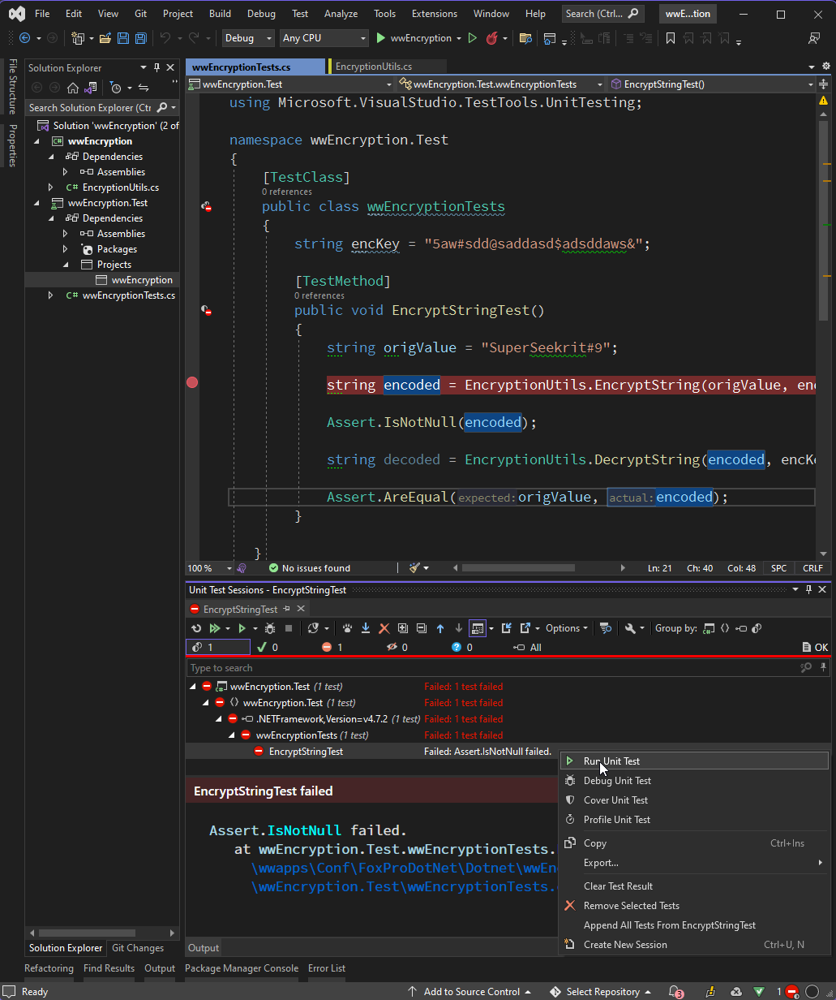 File Edit View Git Project Build Debug Test Analyze Tools Extensions Window Help Search (Ctrl... wwE...tion
Debug Any CPU wwEncryption
File Structure
Properties
Solution Explorer
Search Solution Explorer (Ctr
Solution 'wwEncryption' (2 of
wwEncryption
Dependencies
Assemblies
C# EncryptionUtils.cs
wwEncryption.Test
Dependencies
Assemblies
Packages
Projects
wwEncryption
C# wwEncryptionTests.cs
Solution Explorer Git Changes
wwEncryptionTests.cs EncryptionUtils.cs
wwEncryption.Test wwEncryption.Test.wwEncryptionTests EncryptStringTest()
using Microsoft.VisualStudio.TestTools.UnitTesting;
namespace wwEncryption.Test
{
[TestClass]
0 references
public class wwEncryptionTests
{
string encKey = "5aw#sdd@saddasd$adsddaws&";
[TestMethod]
0 references
public void EncryptStringTest()
{
string origValue = "SuperSeekrit#9";
string encoded = EncryptionUtils.EncryptString(origValue, enc
Assert.IsNotNull(encoded);
string decoded = EncryptionUtils.DecryptString(encoded, encKe
Assert.AreEqual(expected: origValue, actual: encoded);
}
}
100 % No issues found Ln: 21 Ch: 40 Col: 48 SPC CRLF
Unit Test Sessions - EncryptStringTest
EncryptStringTest
Options Group by:
1 0 1 0 0 All OK
Type to search
wwEncryption.Test (1 test) Failed: 1 test failed
wwEncryption.Test (1 test) Failed: 1 test failed
.NETFramework,Version=v4.7.2 (1 test) Failed: 1 test failed
wwEncryptionTests (1 test) Failed: 1 test failed
EncryptStringTest Failed: Assert.IsNotNull failed.
EncryptStringTest failed
Assert.IsNotNull failed.
at wwEncryption.Test.wwEncryptionTests.
\wwapps\Conf\FoxProDotNet\Dotnet\wwEn
\wwEncryption.Test\wwEncryptionTests.
Run Unit Test
Debug Unit Test
Cover Unit Test
Profile Unit Test
Copy Ctrl+Ins
Export...
Clear Test Result
Remove Selected Tests
Append All Tests From EncryptStringTest
Create New Session Ctrl+U, N
Output
Refactoring Find Results Output Package Manager Console Error List
Ready Add to Source Control Select Repository 3 1